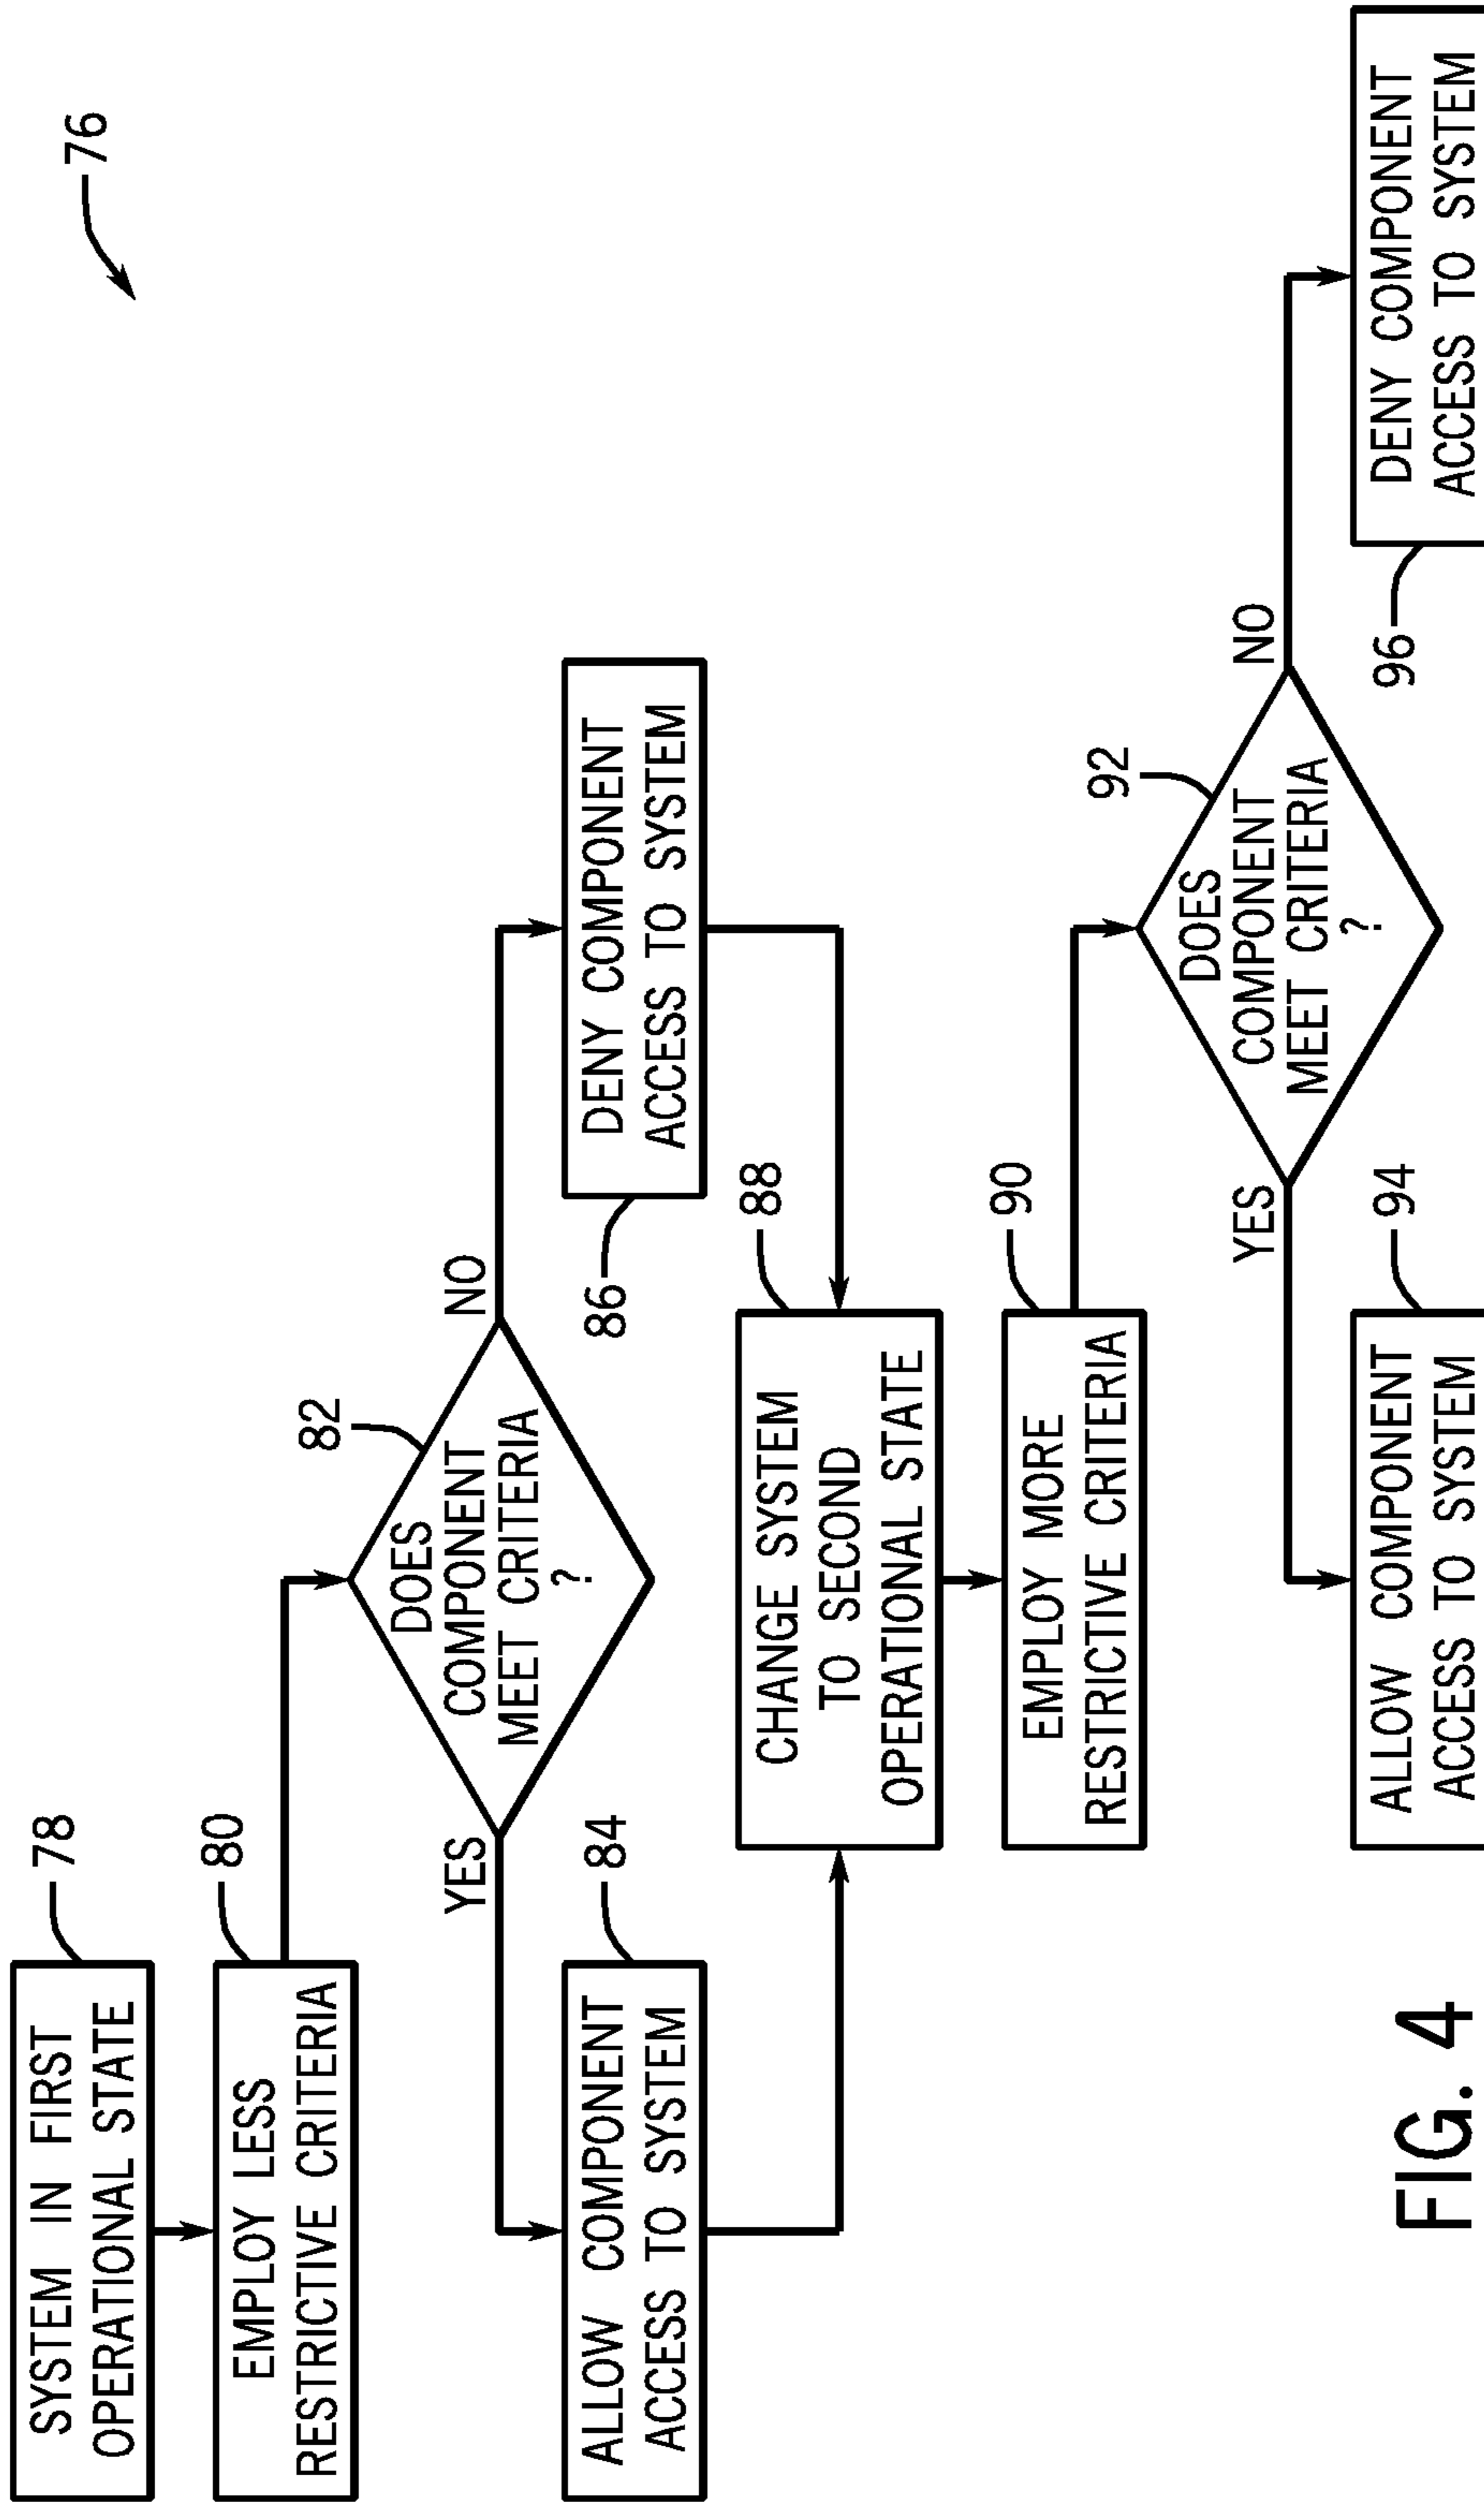 76
78
SYSTEM IN FIRST
OPERATIONAL STATE
80
EMPLOY LESS
RESTRICTIVE CRITERIA
82
DOES
COMPONENT
MEET CRITERIA
?
YES
NO
84
ALLOW COMPONENT
ACCESS TO SYSTEM
86
DENY COMPONENT
ACCESS TO SYSTEM
88
CHANGE SYSTEM
TO SECOND
OPERATIONAL STATE
90
EMPLOY MORE
RESTRICTIVE CRITERIA
92
DOES
COMPONENT
MEET CRITERIA
?
YES
NO
94
ALLOW COMPONENT
ACCESS TO SYSTEM
96
DENY COMPONENT
ACCESS TO SYSTEM
FIG. 4